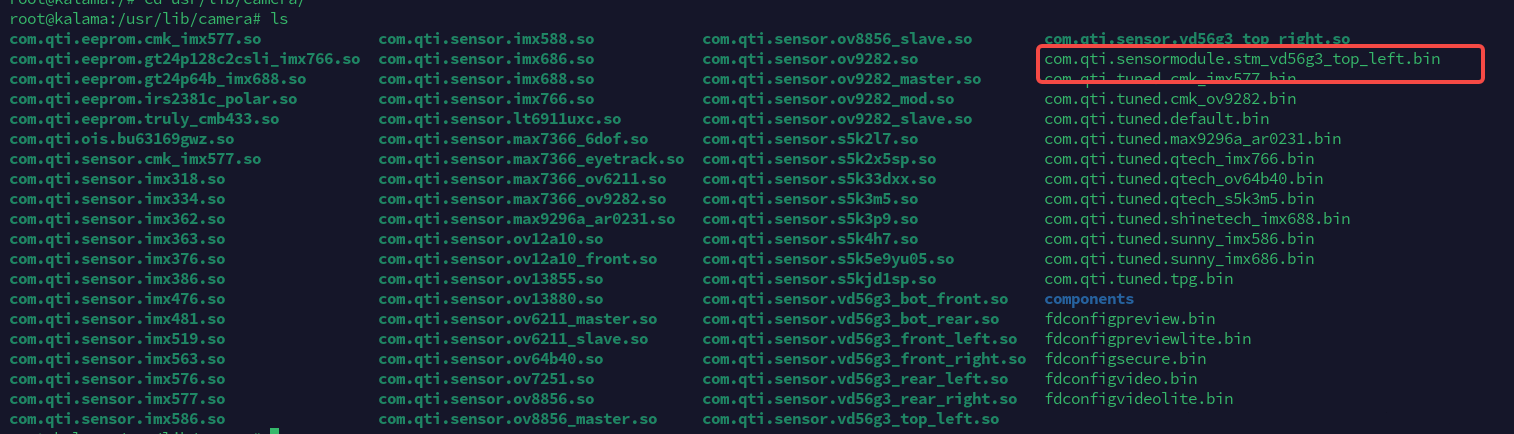 root@kalama:/usr/lib/camera# ls
com.qti.eeprom.cmk_imx577.so com.qti.sensor.imx588.so com.qti.sensor.ov8856_slave.so com.qti.sensor.vd56g3_top_right.so
com.qti.eeprom.gt24p128c2csli_imx766.so com.qti.sensor.imx686.so com.qti.sensor.ov9282.so com.qti.sensormodule.stm_vd56g3_top_left.bin
com.qti.eeprom.gt24p64b_imx688.so com.qti.sensor.imx688.so com.qti.sensor.ov9282_master.so com.qti.tuned.cmk_imx577.bin
com.qti.eeprom.irs2381c_polar.so com.qti.sensor.imx766.so com.qti.sensor.ov9282_mod.so com.qti.tuned.cmk_ov9282.bin
com.qti.eeprom.truly_cmb433.so com.qti.sensor.lt6911uxc.so com.qti.sensor.ov9282_slave.so com.qti.tuned.default.bin
com.qti.ois.bu63169gwz.so com.qti.sensor.max7366_6dof.so com.qti.sensor.s5k2l7.so com.qti.tuned.max9296a_ar0231.bin
com.qti.sensor.cmk_imx577.so com.qti.sensor.max7366_eyetrack.so com.qti.sensor.s5k2x5sp.so com.qti.tuned.qtech_imx766.bin
com.qti.sensor.imx318.so com.qti.sensor.max7366_ov6211.so com.qti.sensor.s5k33dxx.so com.qti.tuned.qtech_ov64b40.bin
com.qti.sensor.imx334.so com.qti.sensor.max7366_ov9282.so com.qti.sensor.s5k3m5.so com.qti.tuned.qtech_s5k3m5.bin
com.qti.sensor.imx362.so com.qti.sensor.max9296a_ar0231.so com.qti.sensor.s5k3p9.so com.qti.tuned.shinetech_imx688.bin
com.qti.sensor.imx363.so com.qti.sensor.ov12a10.so com.qti.sensor.s5k4h7.so com.qti.tuned.sunny_imx586.bin
com.qti.sensor.imx376.so com.qti.sensor.ov12a10_front.so com.qti.sensor.s5k5e9yu05.so com.qti.tuned.sunny_imx686.bin
com.qti.sensor.imx386.so com.qti.sensor.ov13855.so com.qti.sensor.s5kjd1sp.so com.qti.tuned.tpg.bin
com.qti.sensor.imx476.so com.qti.sensor.ov13880.so com.qti.sensor.vd56g3_bot_front.so components
com.qti.sensor.imx481.so com.qti.sensor.ov6211_master.so com.qti.sensor.vd56g3_bot_rear.so fdconfigpreview.bin
com.qti.sensor.imx519.so com.qti.sensor.ov6211_slave.so com.qti.sensor.vd56g3_front_left.so fdconfigpreviewlite.bin
com.qti.sensor.imx563.so com.qti.sensor.ov64b40.so com.qti.sensor.vd56g3_front_right.so fdconfigsecure.bin
com.qti.sensor.imx576.so com.qti.sensor.ov7251.so com.qti.sensor.vd56g3_rear_left.so fdconfigvideo.bin
com.qti.sensor.imx577.so com.qti.sensor.ov8856.so com.qti.sensor.vd56g3_rear_right.so fdconfigvideolite.bin
com.qti.sensor.imx586.so com.qti.sensor.ov8856_master.so com.qti.sensor.vd56g3_top_left.so